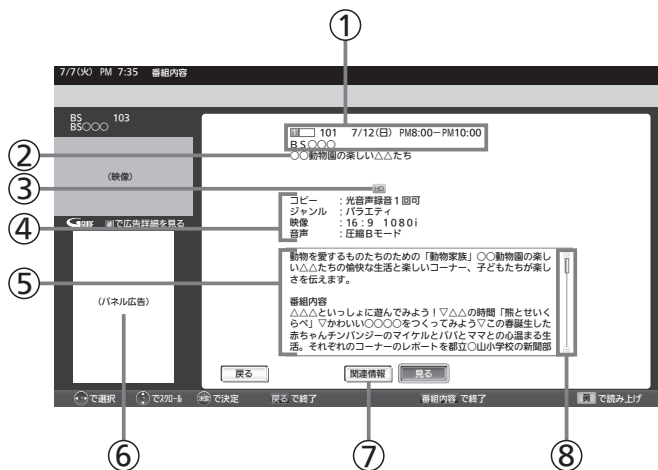 ①
7/7(火) PM 7:35 番組内容
BS 103
BS○○○
101 7/12(日) PM8:00−PM10:00
BS○○○
②
○○動物園の楽しい△△たち
(映像)
③
HD
④
コピー :光音声録音1回可
ジャンル :バラエティ
映像 :16:9 1080i
音声 :圧縮Bモード
で広告詳細を見る
⑤
動物を愛するものたちのための「動物家族」○○動物園の楽し
い△△たちの愉快な生活と楽しいコーナー、子どもたちが楽し
さを伝えます。
番組内容
△△△といっしょに遊んでみよう!▽△△の時間「熊とせいく
らべ」▽かわいい○○○○をつくってみよう▽この春誕生した
赤ちゃんチンパンジーのマイケルとパパとママとの心温まる生
活。それぞれのコーナーのレポートを都立○山小学校の新聞部
(パネル広告)
戻る
関連情報
見る
で選択
でスクロール
決定 で決定
戻る で終了
番組内容 で終了
黄 で読み上げ
⑥
⑦
⑧